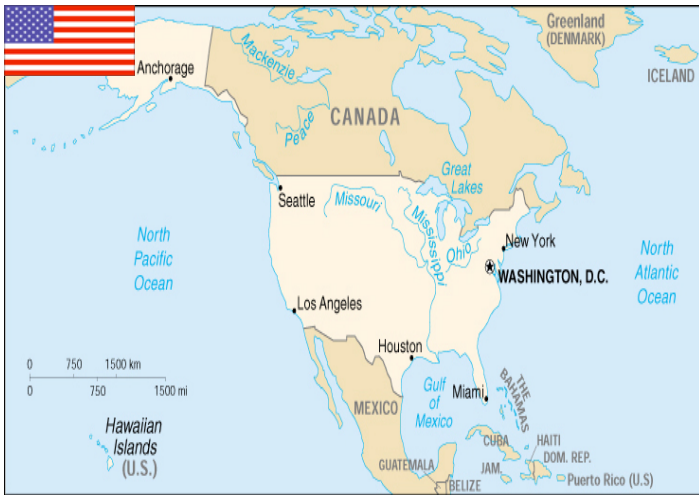 Greenland
(DENMARK)
ICELAND
Mackenzie
Anchorage
Peace
CANADA
Great
Lakes
Seattle
Missouri
Mississippi
Ohio
New York
WASHINGTON, D.C.
North
Pacific
Ocean
North
Atlantic
Ocean
Los Angeles
Houston
Miami
Gulf
of
Mexico
THE
BAHAMAS
MEXICO
0 750 1500 km
0 750 1500 mi
Hawaiian
Islands
(U.S.)
CUBA
HAITI
DOM. REP.
JAM.
Puerto Rico (U.S)
GUATEMALA
BELIZE